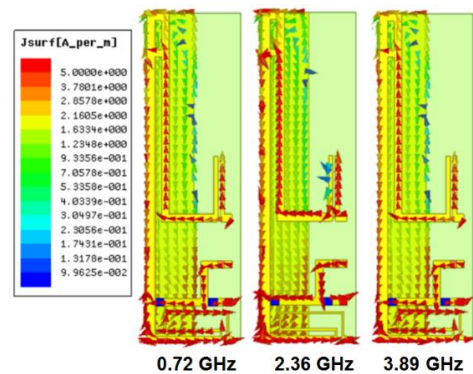 Jsurf[A_per_m]
5.0000e+000
3.7801e+000
2.8578e+000
2.1605e+000
1.6334e+000
1.2348e+000
9.3356e-001
7.0578e-001
5.3358e-001
4.0339e-001
3.0497e-001
2.3056e-001
1.7431e-001
1.3178e-001
9.9625e-002
0.72 GHz
2.36 GHz
3.89 GHz